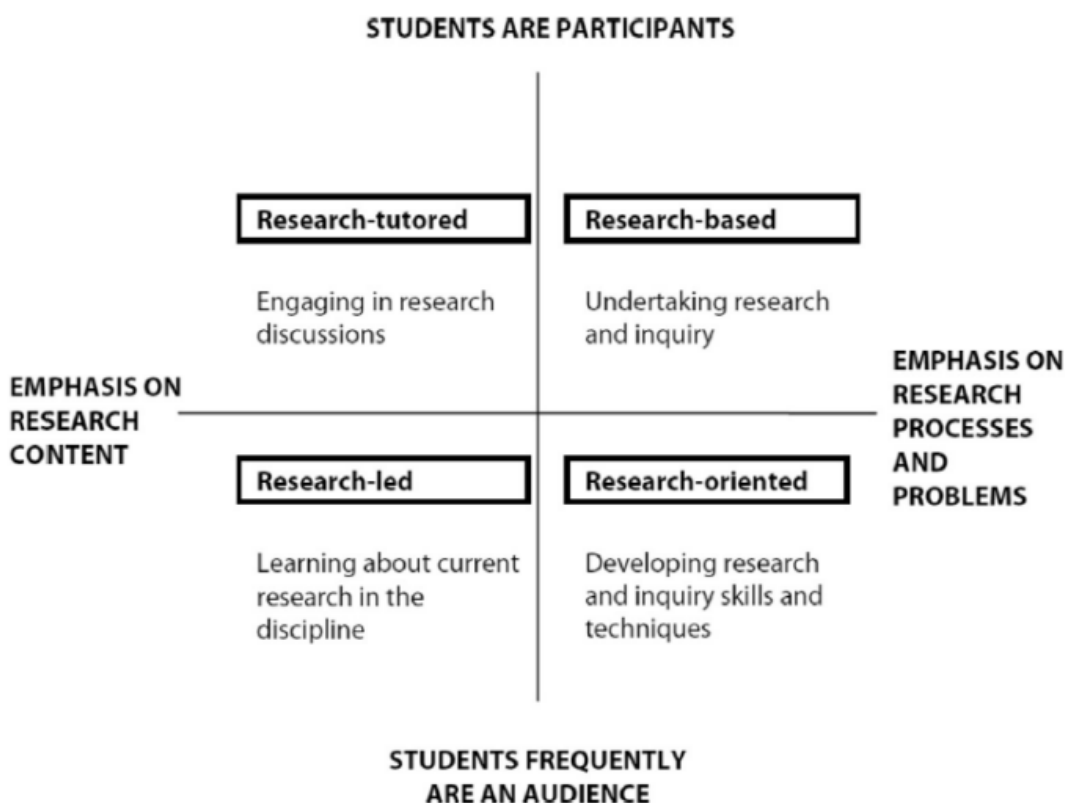 STUDENTS ARE PARTICIPANTS
Research-tutored
Engaging in research
discussions
Research-based
Undertaking research
and inquiry
EMPHASIS ON
RESEARCH
CONTENT
EMPHASIS ON
RESEARCH
PROCESSES
AND
PROBLEMS
Research-led
Learning about current
research in the
discipline
Research-oriented
Developing research
and inquiry skills and
techniques
STUDENTS FREQUENTLY
ARE AN AUDIENCE